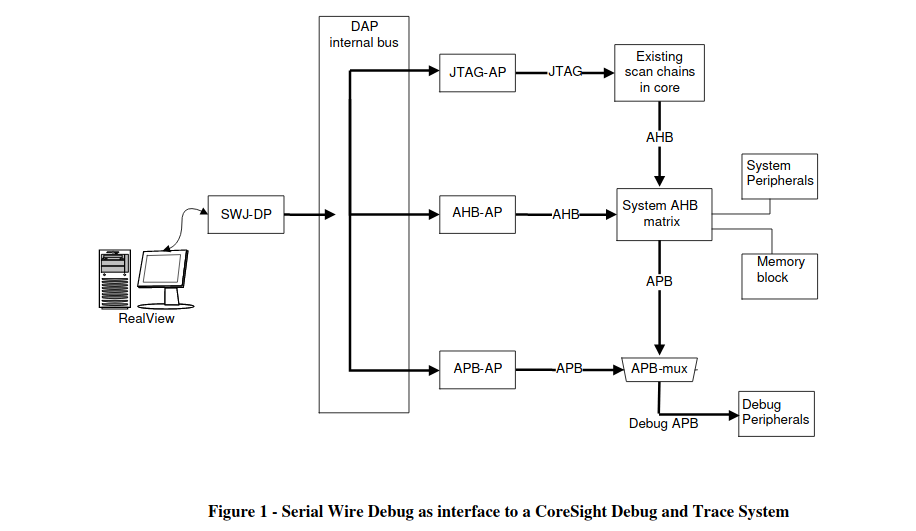 DAP
internal bus
JTAG-AP
JTAG
Existing
scan chains
in core
AHB
System
Peripherals
SWJ-DP
AHB-AP
AHB
System AHB
matrix
Memory
block
APB
RealView
APB-AP
APB
APB-mux
Debug
Peripherals
Debug APB
Figure 1 - Serial Wire Debug as interface to a CoreSight Debug and Trace System